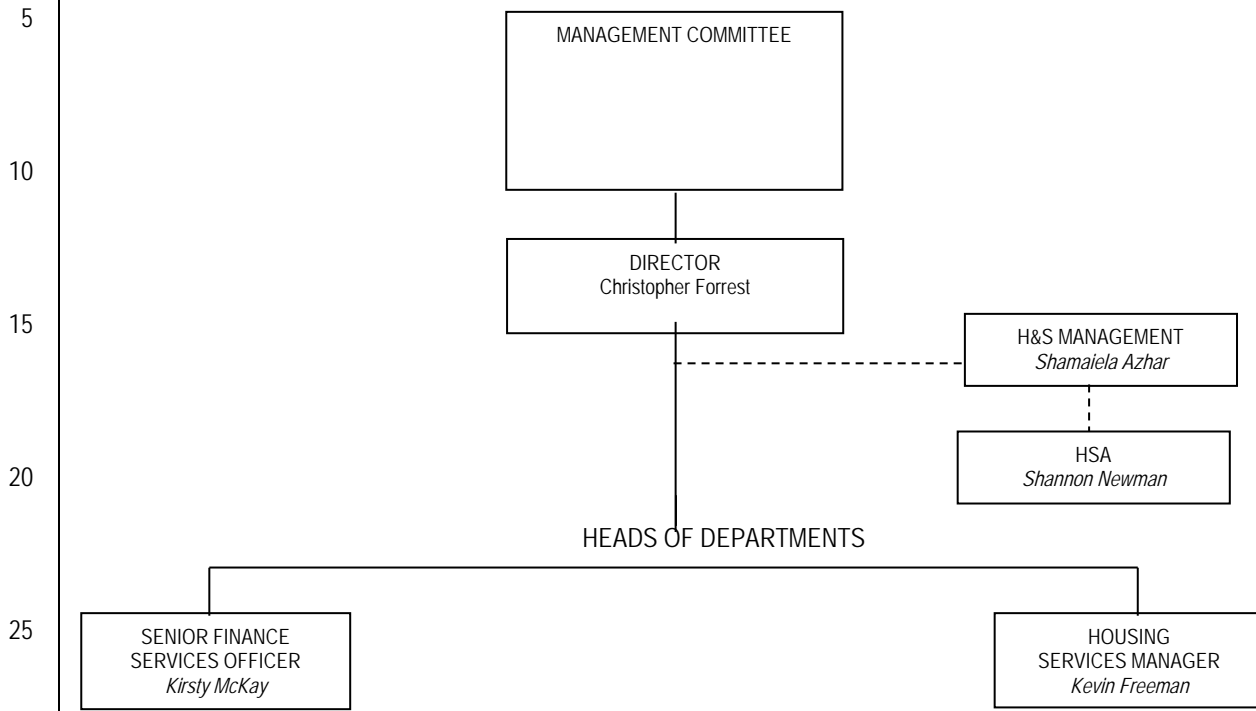 5
MANAGEMENT COMMITTEE
10
DIRECTOR
Christopher Forrest
15
H&S MANAGEMENT
Shamaiela Azhar
HSA
Shannon Newman
20
HEADS OF DEPARTMENTS
25
SENIOR FINANCE
SERVICES OFFICER
Kirsty McKay
HOUSING
SERVICES MANAGER
Kevin Freeman